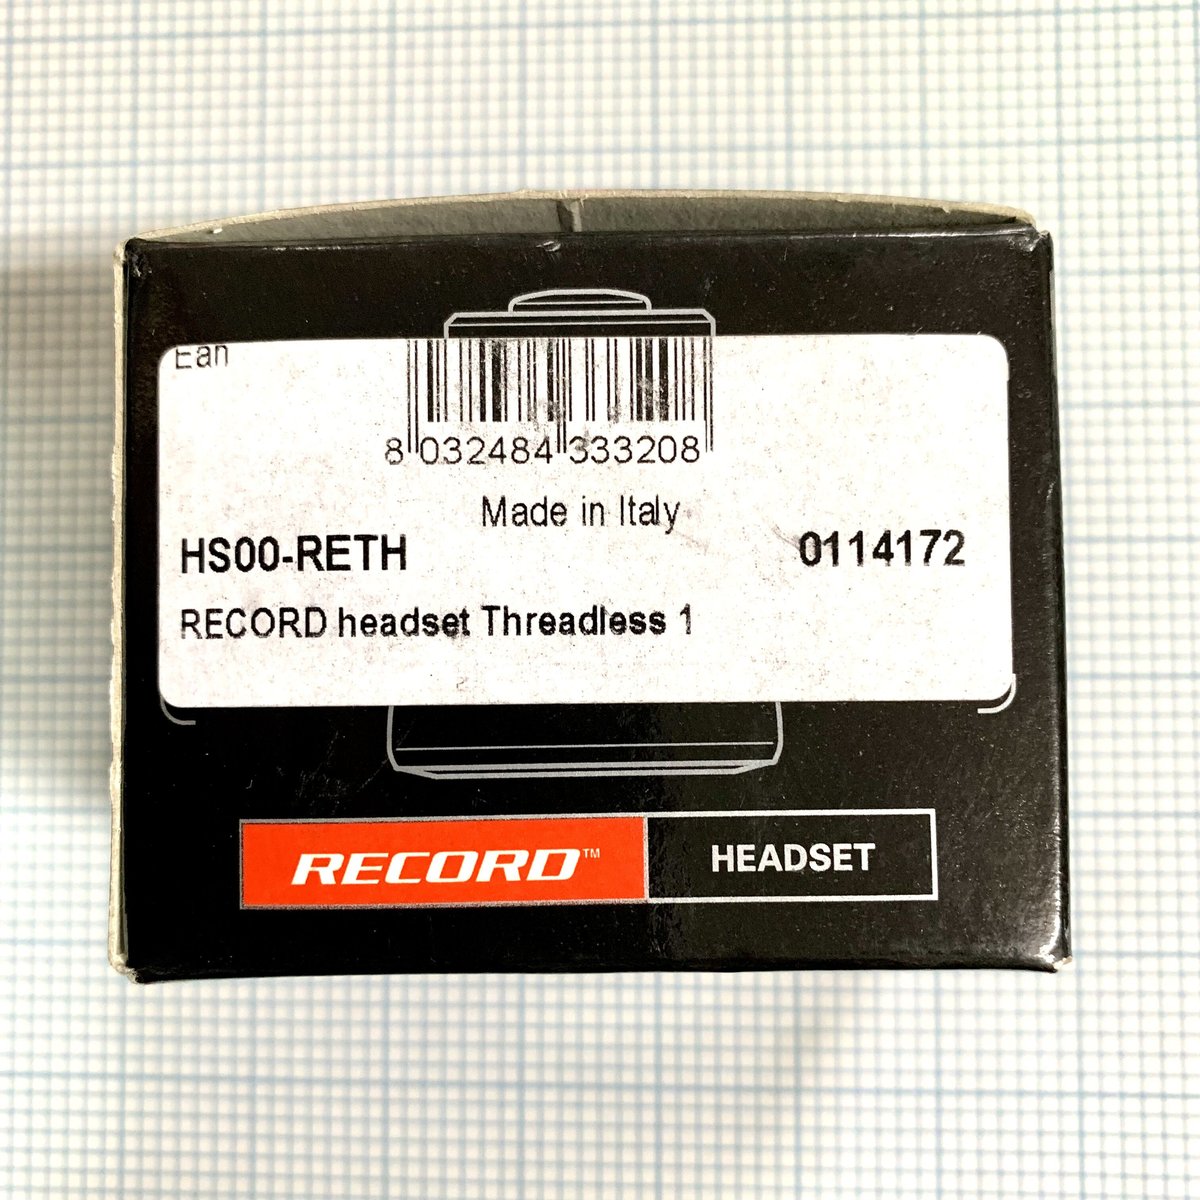 Ean
8 032484 333208
Made in Italy
HS00-RETH 0114172
RECORD headset Threadless 1
RECORD™ HEADSET